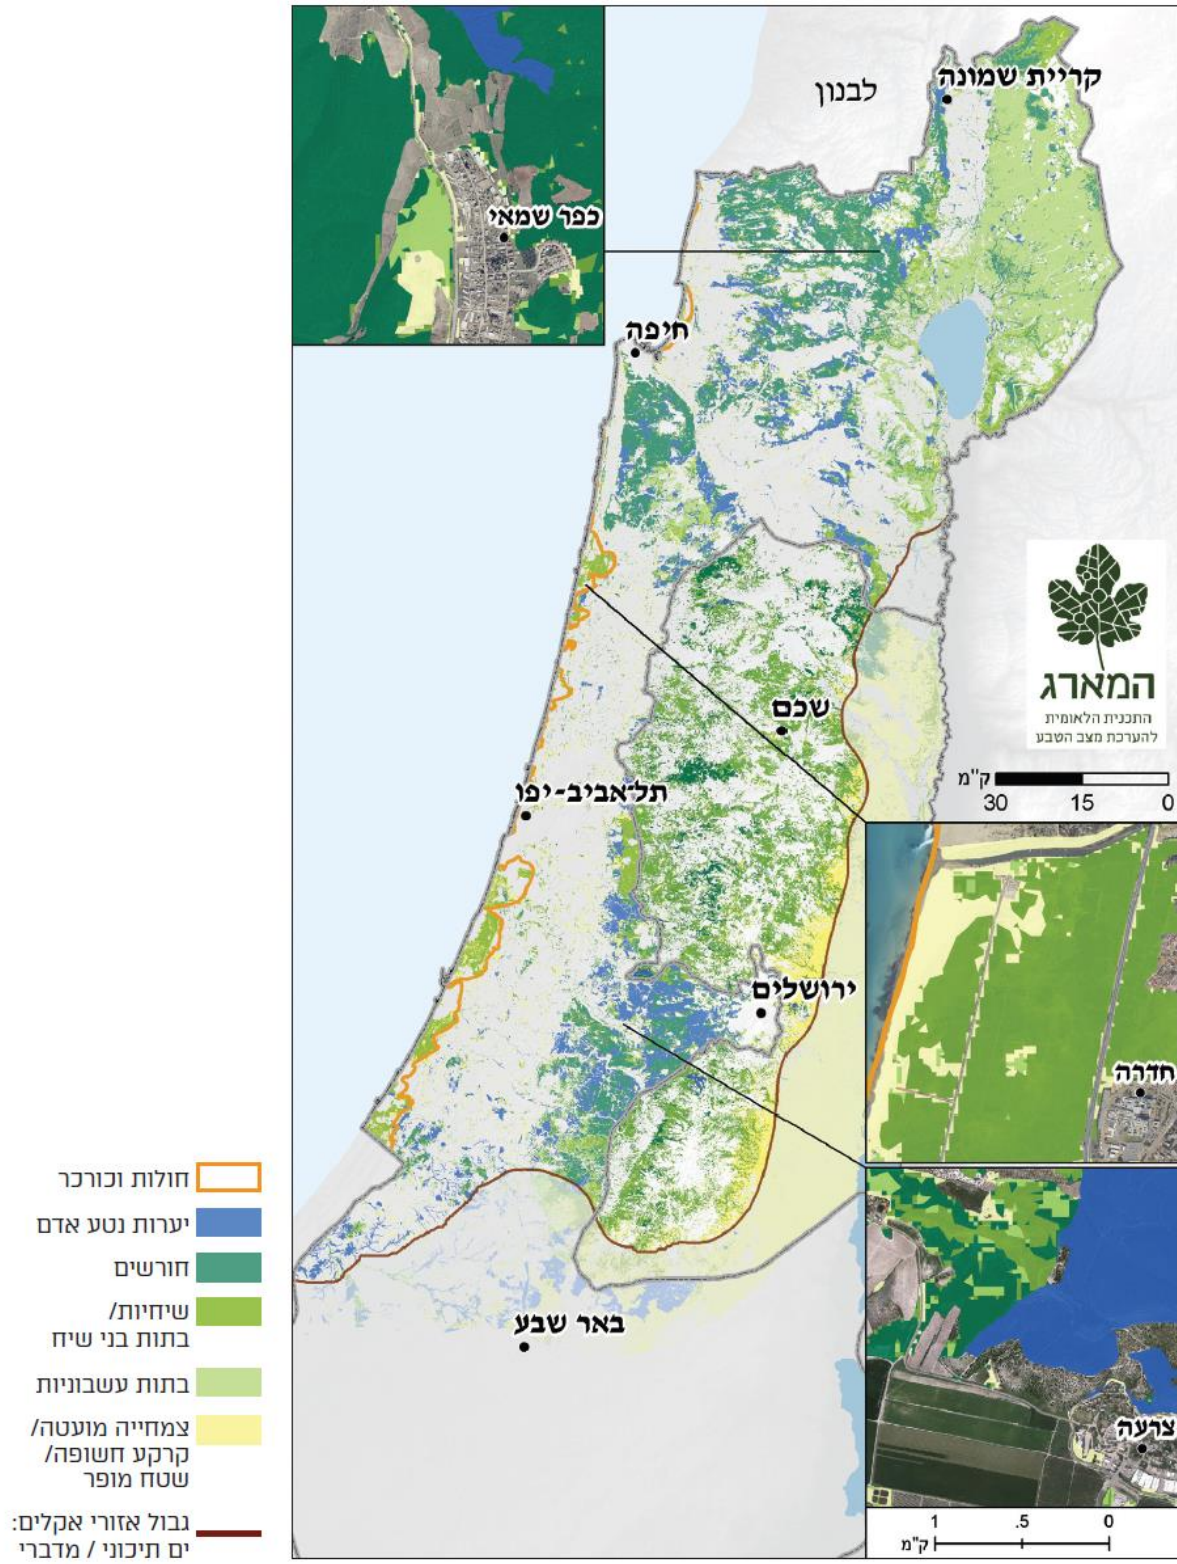 קריית שמונה
לבנון
כפר שמאי
חיפה
המארג
התכנית הלאומית
להערכת מצב הטבע
שכם
ק"מ
30 15 0
תל־אביב-יפו
ירושלים
חדרה
באר שבע
צרעה
1 .5 0
ק"מ
חולות וכורכר
יערות נטע אדם
חורשים
שיחיות/
בתות בני שיח
בתות עשבוניות
צמחייה מועטה/
קרקע חשופה/
שטח מופר
גבול אזורי אקלים:
ים תיכוני / מדברי